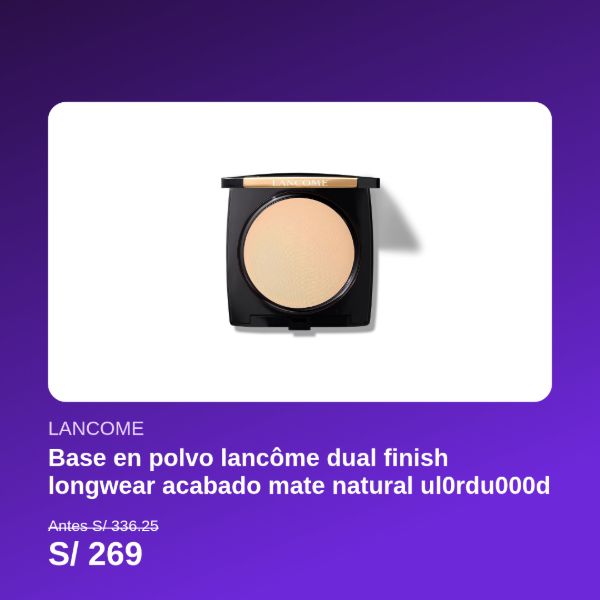 LANCOME
LANCOME
Base en polvo lancôme dual finish
longwear acabado mate natural ul0rdu000d
Antes S/ 336.25
S/ 269